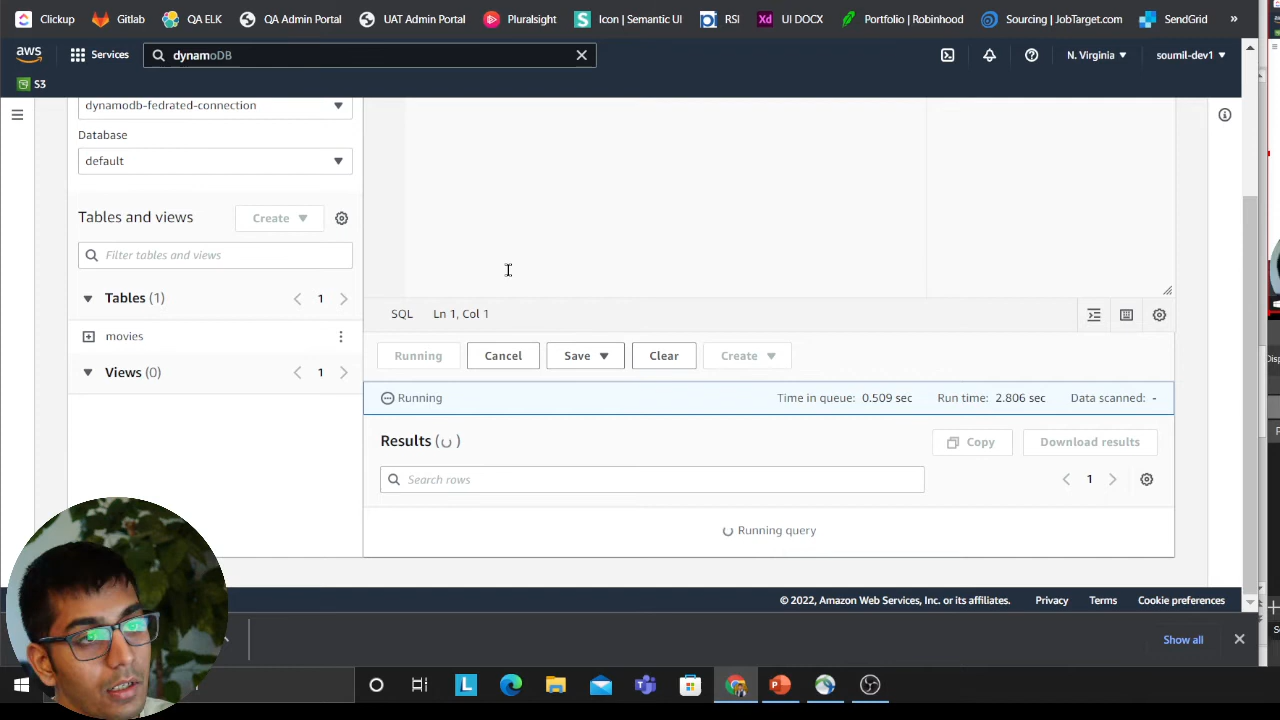 Clickup Gitlab QA ELK QA Admin Portal UAT Admin Portal Pluralsight Icon | Semantic UI RSI Xd UI DOCX Portfolio | Robinhood Sourcing | JobTarget.com SendGrid »
aws Services dynamoDB N. Virginia soumil-dev1
S3
dynamodb-fedrated-connection
Database
default
Tables and views Create
Filter tables and views
Tables (1) 1
movies
Views (0) 1
SQL Ln 1, Col 1
Running Cancel Save Clear Create
Running Time in queue: 0.509 sec Run time: 2.806 sec Data scanned: -
Results ( ) Copy Download results
Search rows 1
Running query
© 2022, Amazon Web Services, Inc. or its affiliates. Privacy Terms Cookie preferences
Show all